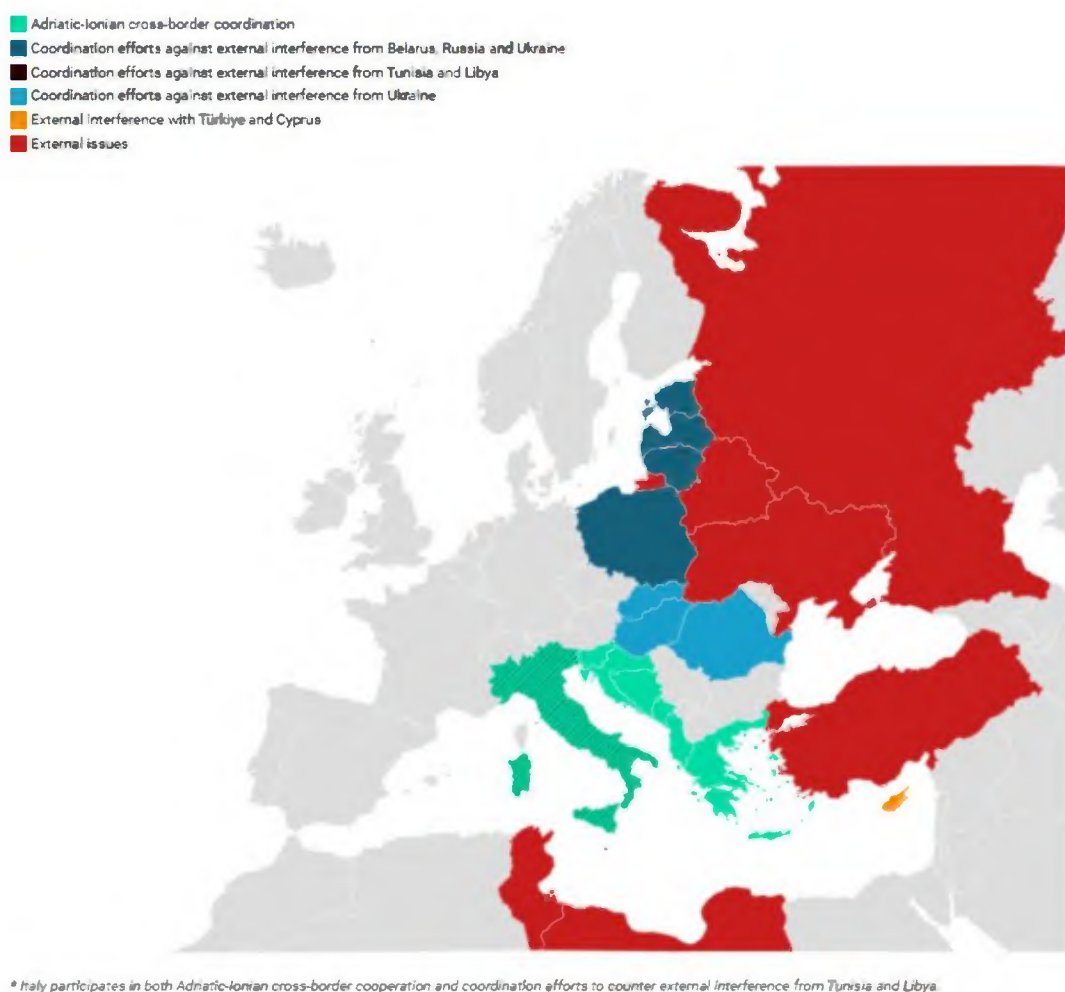 Adriatic-Ionian cross-border coordination
Coordination efforts against external interference from Belarus, Russia and Ukraine
Coordination efforts against external interference from Tunisia and Libya
Coordination efforts against external interference from Ukraine
External Interference with Türkiye and Cyprus
External issues
* Italy participates in both Adriatic-Ionian cross-border cooperation and coordination efforts to counter external interference from Tunisia and Libya.